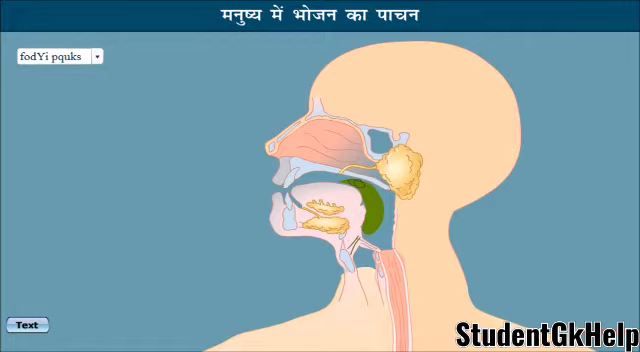 मनुष्य में भोजन का पाचन
fodYi pquks
Text
StudentGkHelp